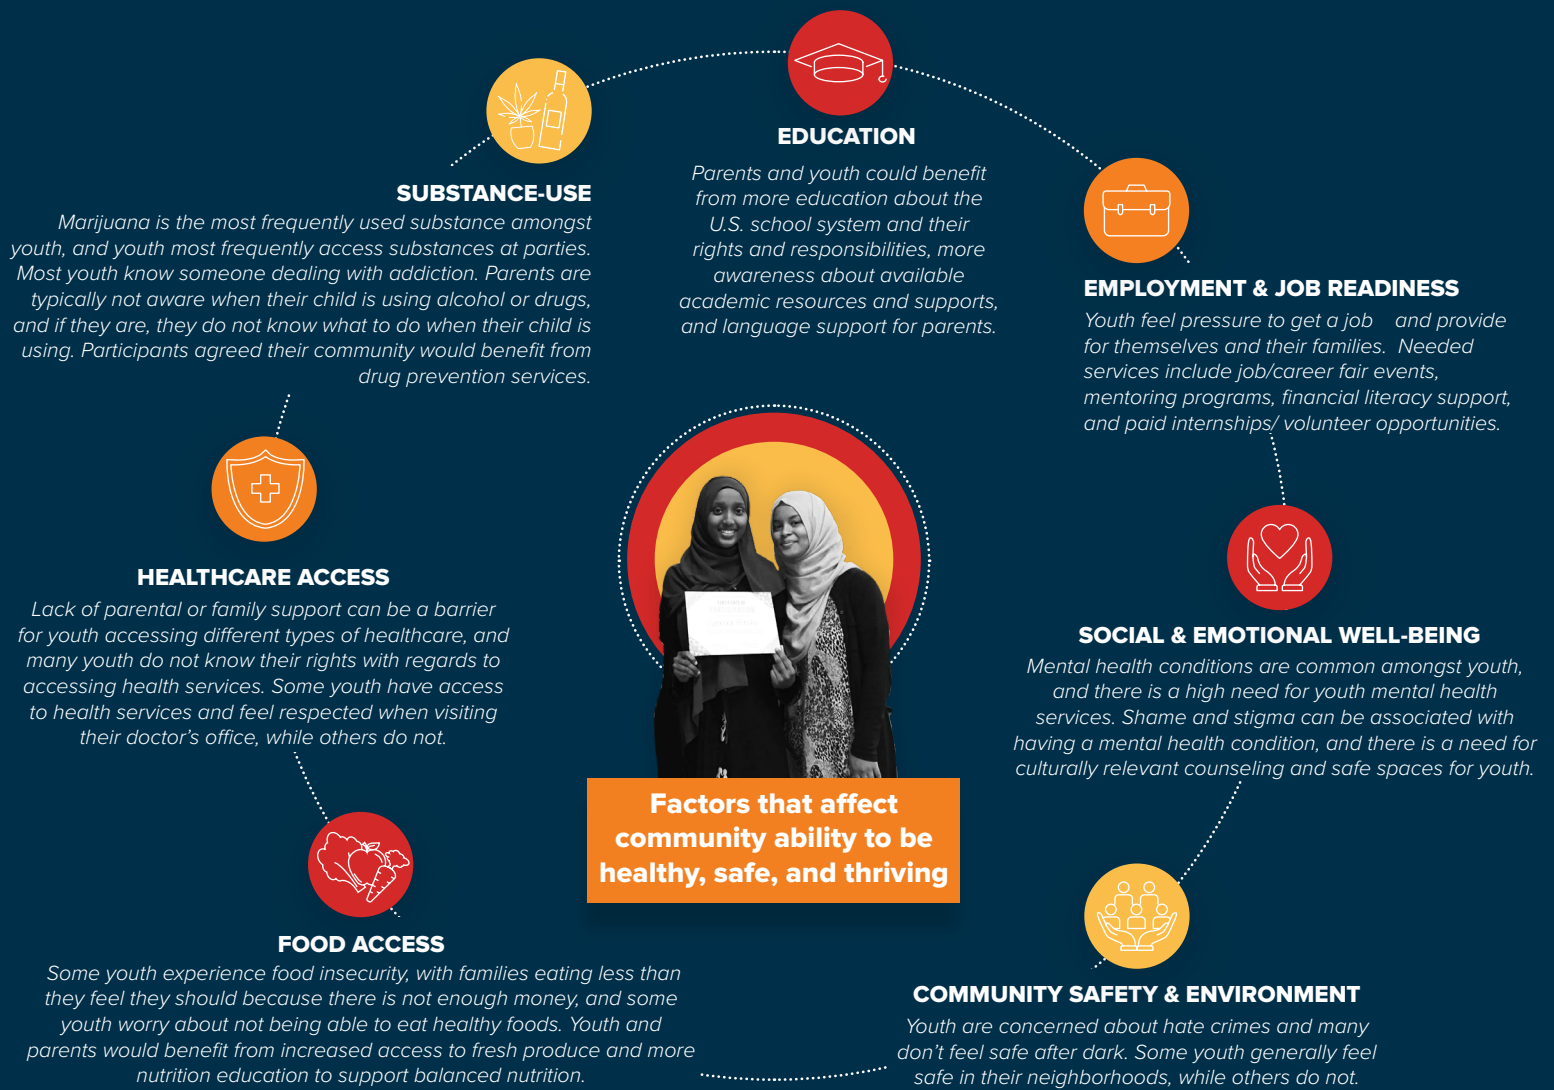 EDUCATION
Parents and youth could benefit
from more education about the
U.S. school system and their
rights and responsibilities, more
awareness about available
academic resources and supports,
and language support for parents.
SUBSTANCE-USE
Marijuana is the most frequently used substance amongst
youth, and youth most frequently access substances at parties.
Most youth know someone dealing with addiction. Parents are
typically not aware when their child is using alcohol or drugs,
and if they are, they do not know what to do when their child is
using. Participants agreed their community would benefit from
drug prevention services.
EMPLOYMENT & JOB READINESS
Youth feel pressure to get a job and provide
for themselves and their families. Needed
services include job/career fair events,
mentoring programs, financial literacy support,
and paid internships/ volunteer opportunities.
HEALTHCARE ACCESS
Lack of parental or family support can be a barrier
for youth accessing different types of healthcare, and
many youth do not know their rights with regards to
accessing health services. Some youth have access
to health services and feel respected when visiting
their doctor's office, while others do not.
SOCIAL & EMOTIONAL WELL-BEING
Mental health conditions are common amongst youth,
and there is a high need for youth mental health
services. Shame and stigma can be associated with
having a mental health condition, and there is a need for
culturally relevant counseling and safe spaces for youth.
Factors that affect
community ability to be
healthy, safe, and thriving
FOOD ACCESS
Some youth experience food insecurity, with families eating less than
they feel they should because there is not enough money, and some
youth worry about not being able to eat healthy foods. Youth and
parents would benefit from increased access to fresh produce and more
nutrition education to support balanced nutrition.
COMMUNITY SAFETY & ENVIRONMENT
Youth are concerned about hate crimes and many
don't feel safe after dark. Some youth generally feel
safe in their neighborhoods, while others do not.